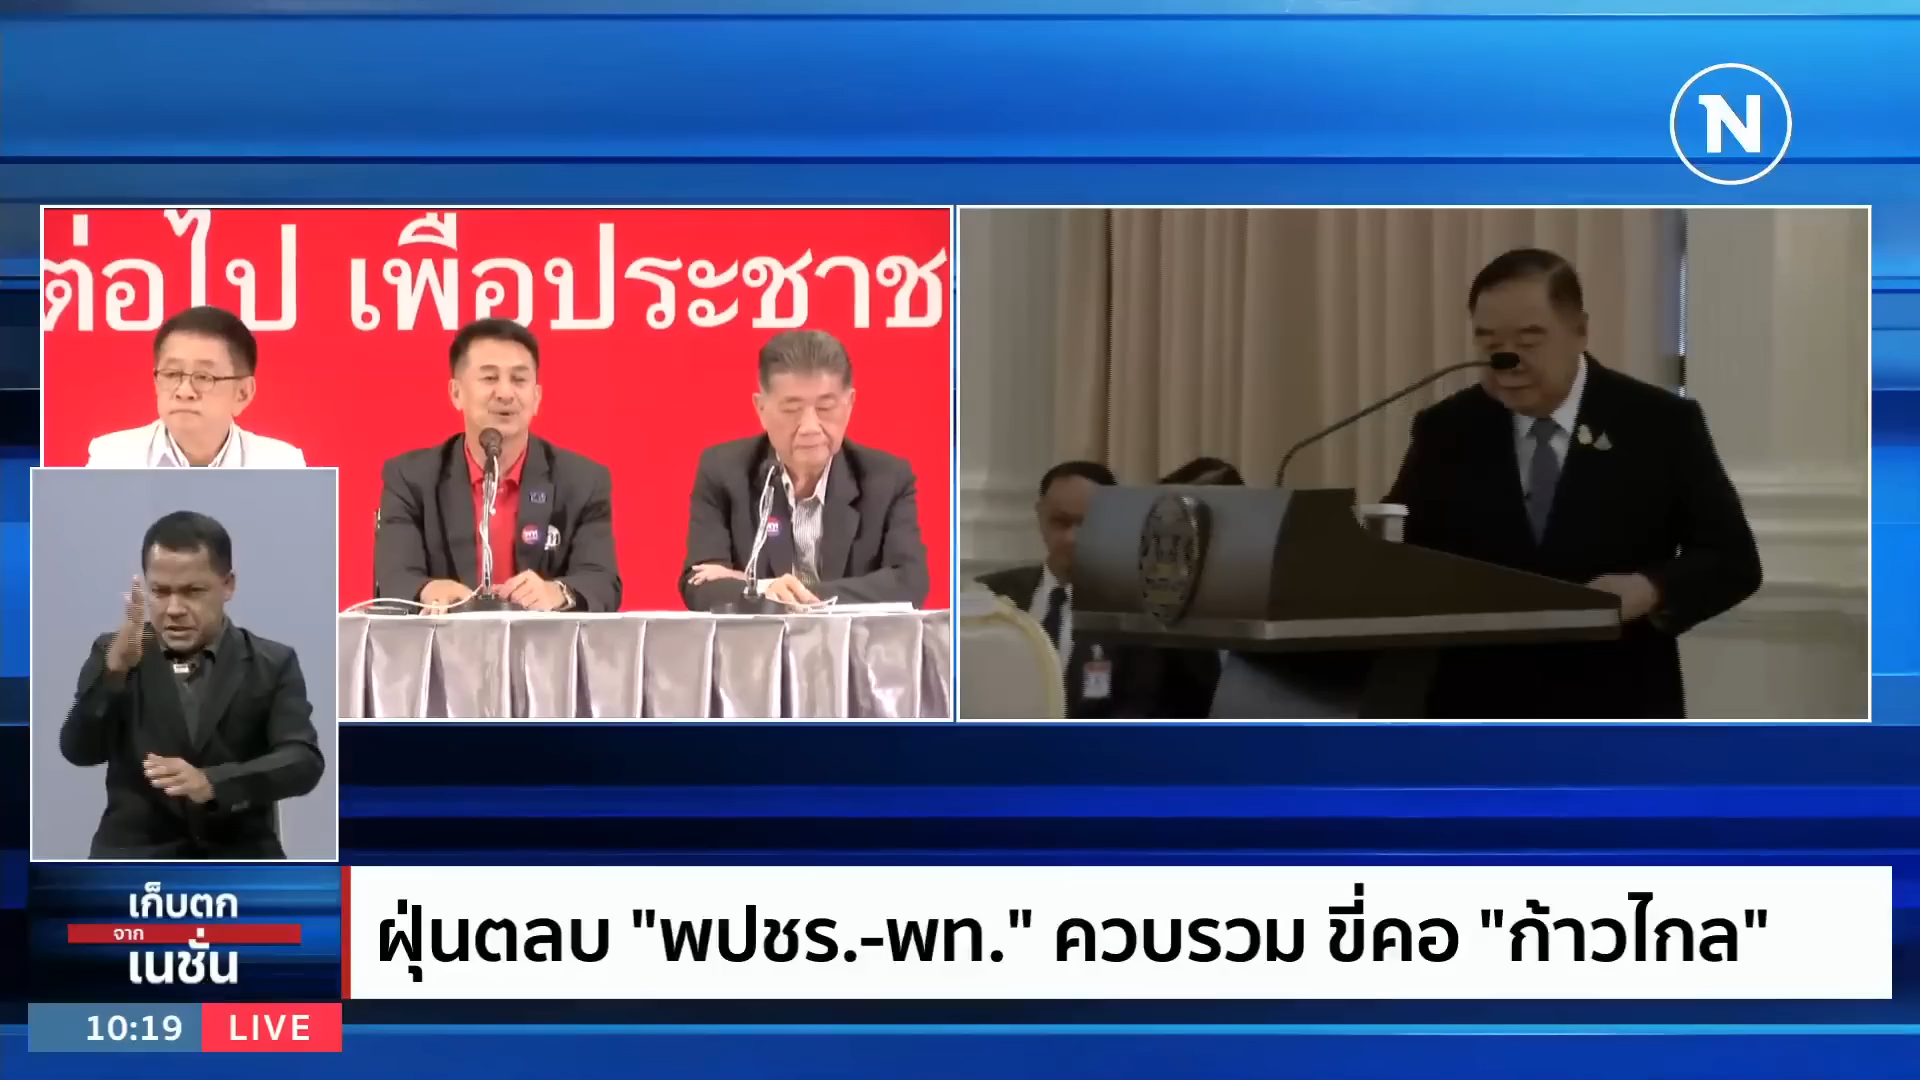 N
ต่อไป เพื่อประชาช
เก็บตก
จาก
เนชั่น
ฝุ่นตลบ "พปชร.-พท." ควบรวม ขี่คอ "ก้าวไกล"
10:19 LIVE